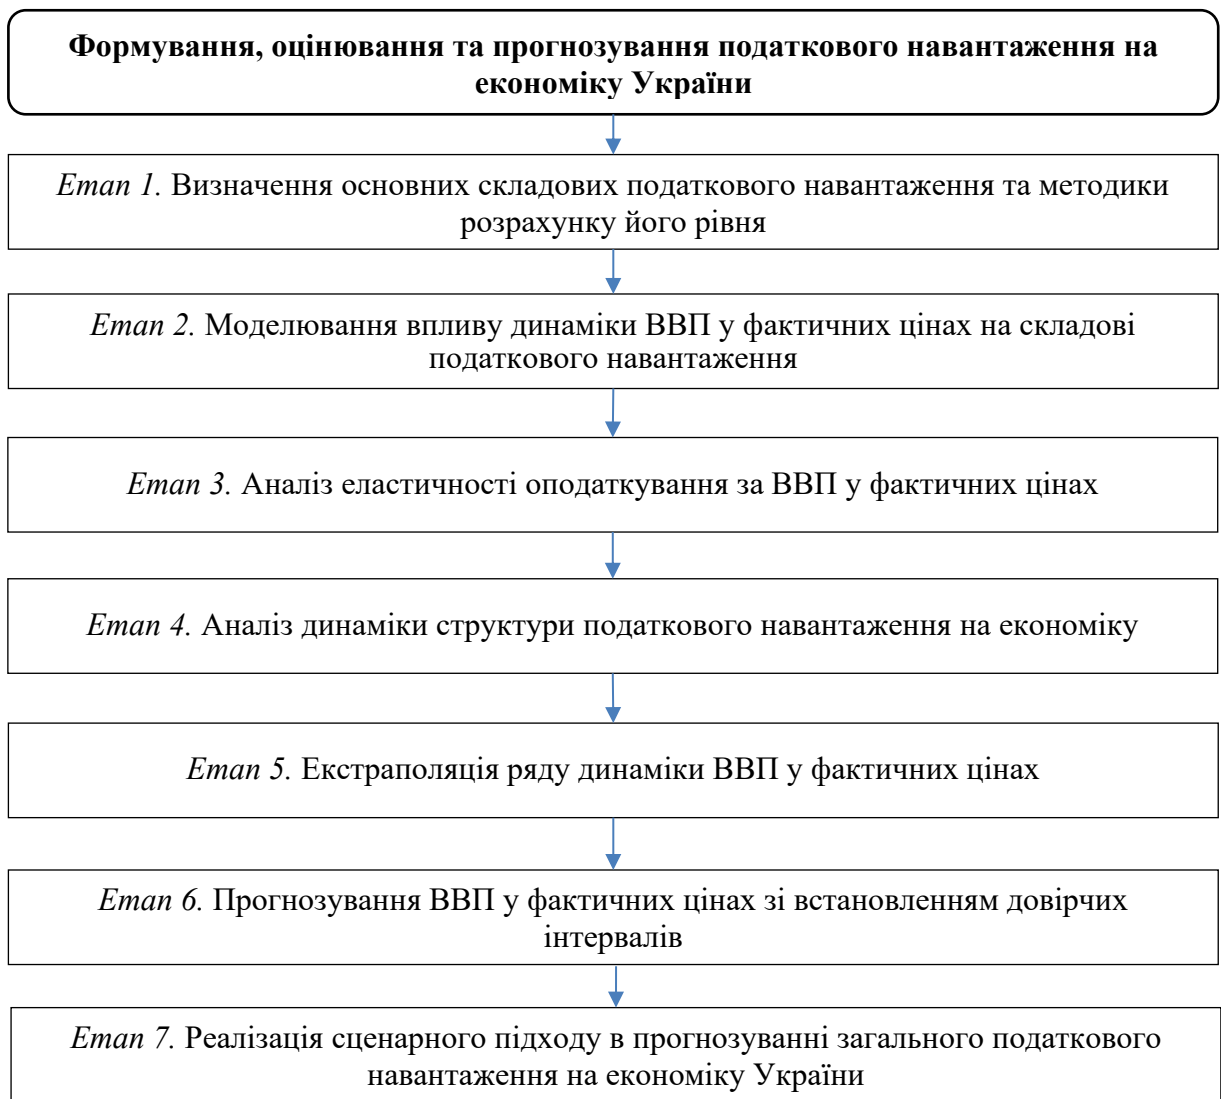 Формування, оцінювання та прогнозування податкового навантаження на
економіку України
Етап 1. Визначення основних складових податкового навантаження та методики
розрахунку його рівня
Етап 2. Моделювання впливу динаміки ВВП у фактичних цінах на складові
податкового навантаження
Етап 3. Аналіз еластичності оподаткування за ВВП у фактичних цінах
Етап 4. Аналіз динаміки структури податкового навантаження на економіку
Етап 5. Екстраполяція ряду динаміки ВВП у фактичних цінах
Етап 6. Прогнозування ВВП у фактичних цінах зі встановленням довірчих
інтервалів
Етап 7. Реалізація сценарного підходу в прогнозуванні загального податкового
навантаження на економіку України